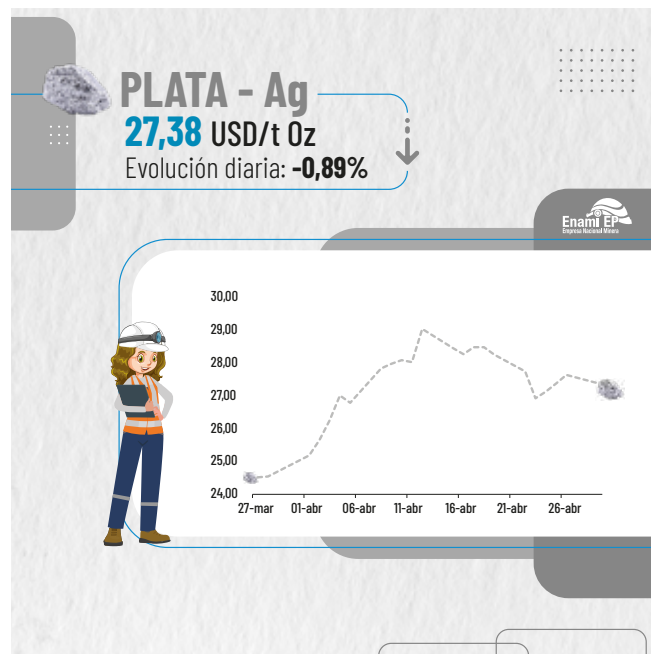 PLATA - Ag
27,38 USD/t Oz
Evolución diaria: -0,89%
Enami EP
Empresa Nacional Minera
30,00
29,00
28,00
27,00
26,00
25,00
24,00
27-mar 01-abr 06-abr 11-abr 16-abr 21-abr 26-abr